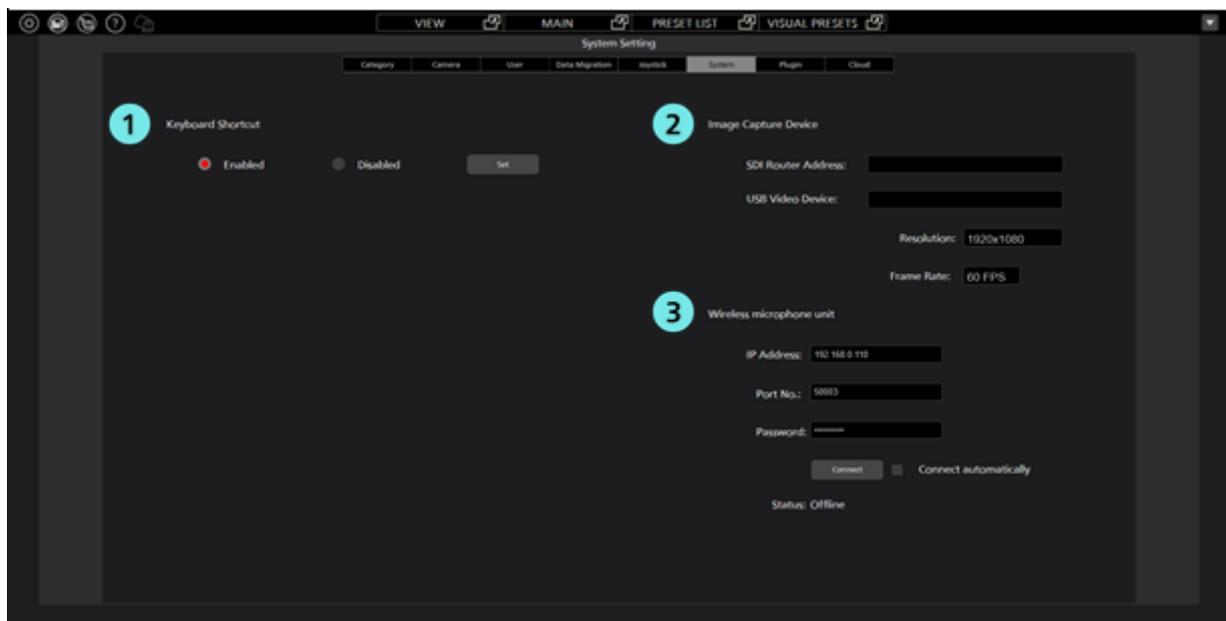 VIEW MAIN PRESET LIST VISUAL PRESETS
System Setting
Category Camera User Data Migration Joystick System Plugin Cloud
1 Keyboard Shortcut
Enabled Disabled Set
2 Image Capture Device
SDI Router Address:
USB Video Device:
Resolution: 1920x1080
Frame Rate: 60 FPS
3 Wireless microphone unit
IP Address: 192.168.0.110
Port No.: 50003
Password:
Connect Connect automatically
Status: Offline